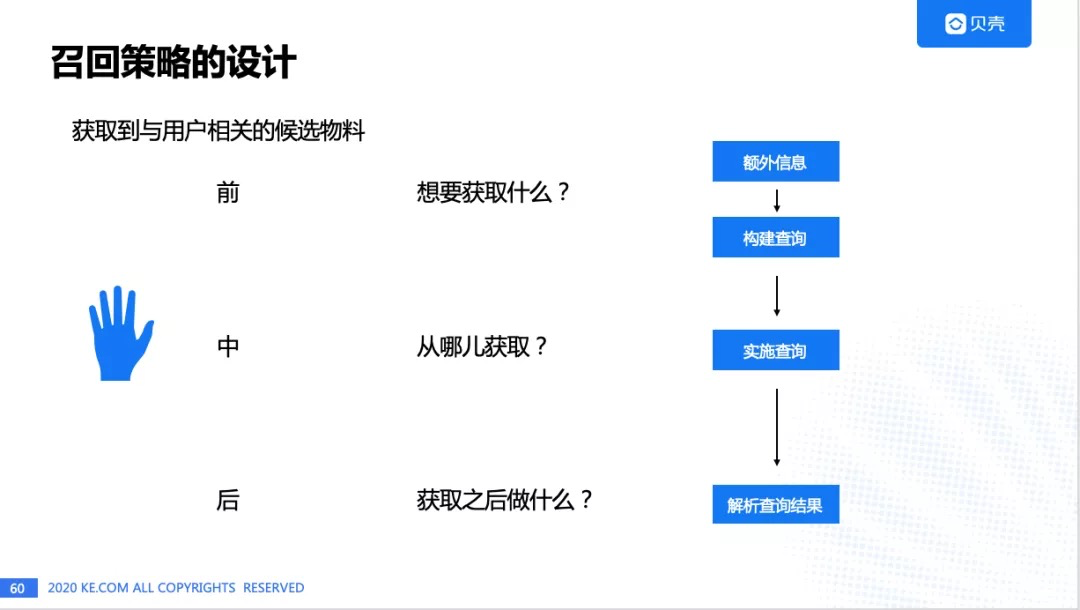 贝壳
召回策略的设计
获取到与用户相关的候选物料
额外信息
前 想要获取什么？
构建查询
中 从哪儿获取？
实施查询
后 获取之后做什么？
解析查询结果
60 2020 KE.COM ALL COPYRIGHTS RESERVED